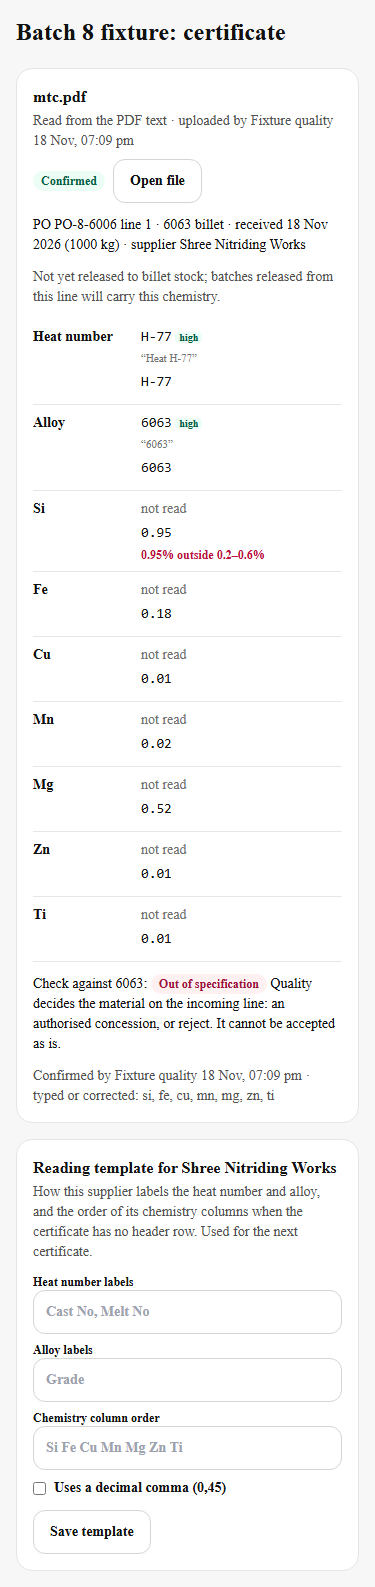 Batch 8 fixture: certificate
mtc.pdf
Read from the PDF text · uploaded by Fixture quality
18 Nov, 07:09 pm
Confirmed
Open file
PO PO-8-6006 line 1 · 6063 billet · received 18 Nov
2026 (1000 kg) · supplier Shree Nitriding Works
Not yet released to billet stock; batches released from
this line will carry this chemistry.
Heat number H-77 high
“Heat H-77”
H-77
Alloy 6063 high
“6063”
6063
Si not read
0.95
0.95% outside 0.2–0.6%
Fe not read
0.18
Cu not read
0.01
Mn not read
0.02
Mg not read
0.52
Zn not read
0.01
Ti not read
0.01
Check against 6063: Out of specification Quality
decides the material on the incoming line: an
authorised concession, or reject. It cannot be accepted
as is.
Confirmed by Fixture quality 18 Nov, 07:09 pm ·
typed or corrected: si, fe, cu, mn, mg, zn, ti
Reading template for Shree Nitriding Works
How this supplier labels the heat number and alloy,
and the order of its chemistry columns when the
certificate has no header row. Used for the next
certificate.
Heat number labels
Cast No, Melt No
Alloy labels
Grade
Chemistry column order
Si Fe Cu Mn Mg Zn Ti
Uses a decimal comma (0,45)
Save template